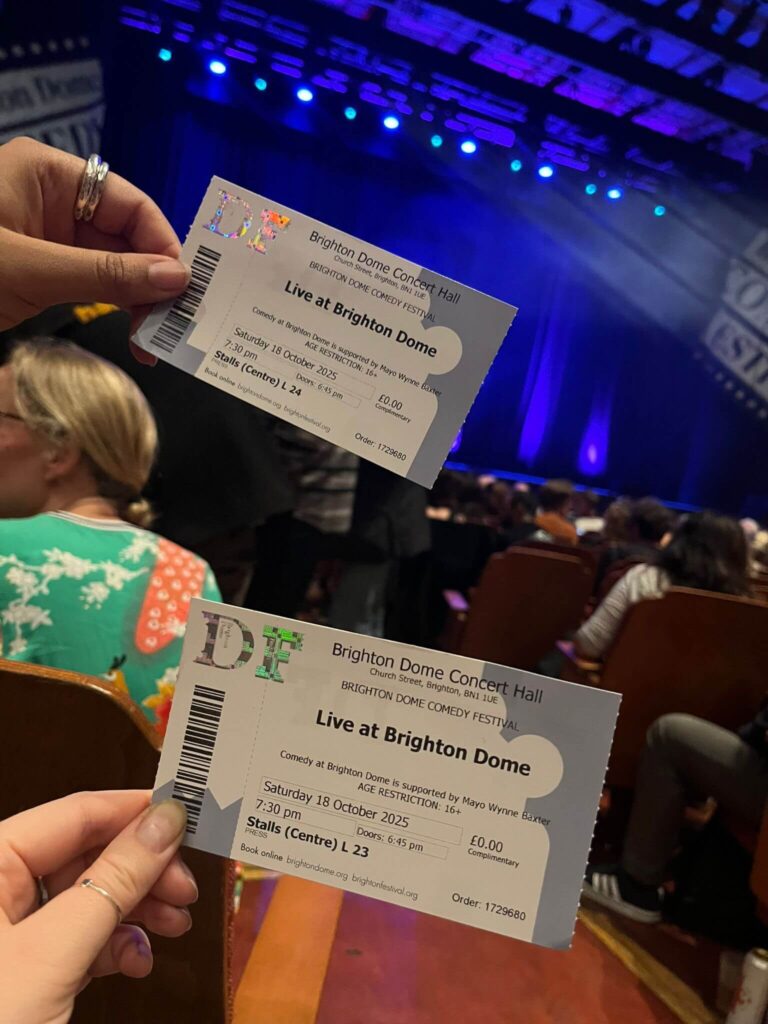 on Dome
DF
Brighton Dome Concert Hall
Church Street, Brighton, BN1 1UE
BRIGHTON DOME COMEDY FESTIVAL
Live at Brighton Dome
Comedy at Brighton Dome is supported by Mayo Wynne Baxter
AGE RESTRICTION: 16+
Saturday 18 October 2025
7:30 pm Doors: 6:45 pm
£0.00
Complimentary
Stalls (Centre) L 24
PRESS
Book online brightondome.org brightonfestival.org
Order: 1729680
DF
Brighton Dome Concert Hall
Church Street, Brighton, BN1 1UE
BRIGHTON DOME COMEDY FESTIVAL
Live at Brighton Dome
Comedy at Brighton Dome is supported by Mayo Wynne Baxter
AGE RESTRICTION: 16+
Saturday 18 October 2025
7:30 pm Doors: 6:45 pm
£0.00
Complimentary
Stalls (Centre) L 23
PRESS
Book online brightondome.org brightonfestival.org
Order: 1729680